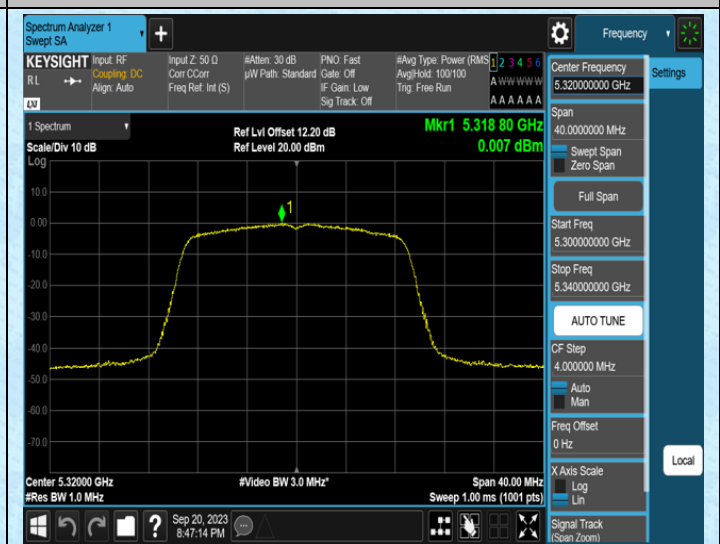 Spectrum Analyzer 1
Swept SA
+
Frequency
KEYSIGHT
RL
LXI
Input: RF
Coupling: DC
Align: Auto
Input Z: 50 Ω
Corr CCorr
Freq Ref: Int (S)
#Atten: 30 dB
µW Path: Standard
PNO: Fast
Gate: Off
IF Gain: Low
Sig Track: Off
#Avg Type: Power (RMS
Avg|Hold: 100/100
Trig: Free Run
1 2 3 4 5 6
A W W W W W
A A A A A A
1 Spectrum
Scale/Div 10 dB
Log
Ref Lvl Offset 12.20 dB
Ref Level 20.00 dBm
Mkr1 5.318 80 GHz
0.007 dBm
1
10.0
0.00
-10.0
-20.0
-30.0
-40.0
-50.0
-60.0
-70.0
Center 5.32000 GHz
#Res BW 1.0 MHz
#Video BW 3.0 MHz*
Span 40.00 MHz
Sweep 1.00 ms (1001 pts)
Sep 20, 2023
8:47:14 PM
?
Center Frequency
5.320000000 GHz
Settings
Span
40.0000000 MHz
Swept Span
Zero Span
Full Span
Start Freq
5.300000000 GHz
Stop Freq
5.340000000 GHz
AUTO TUNE
CF Step
4.000000 MHz
Auto
Man
Freq Offset
0 Hz
X Axis Scale
Log
Lin
Local
Signal Track
(Span Zoom)